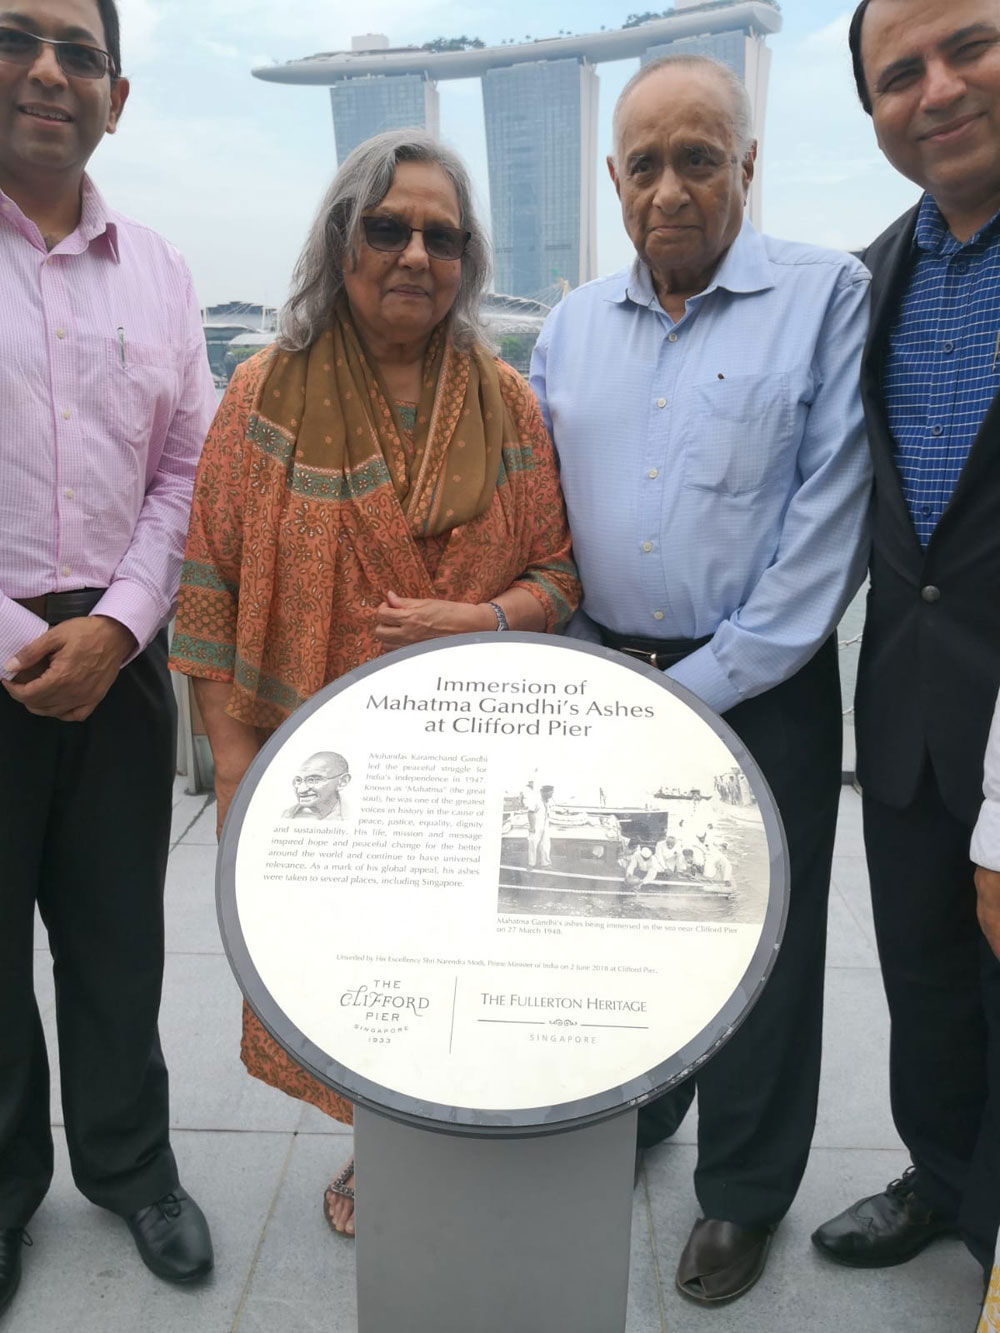 Immersion of
Mahatma Gandhi's Ashes
at Clifford Pier
Mohandas Karamchand Gandhi
led the peaceful struggle for
India's independence in 1947.
Known as "Mahatma" (the great
soul), he was one of the greatest
voices in history in the cause of
peace, justice, equality, dignity
and sustainability. His life, mission and message
inspired hope and peaceful change for the better
around the world and continue to have universal
relevance. As a mark of his global appeal, his ashes
were taken to several places, including Singapore.
Mahatma Gandhi's ashes being immersed in the sea near Clifford Pier
on 27 March 1948.
Unveiled by His Excellency Shri Narendra Modi, Prime Minister of India on 2 June 2018 at Clifford Pier.
THE
CLIFFORD
PIER
SINGAPORE
1933
THE FULLERTON HERITAGE
SINGAPORE